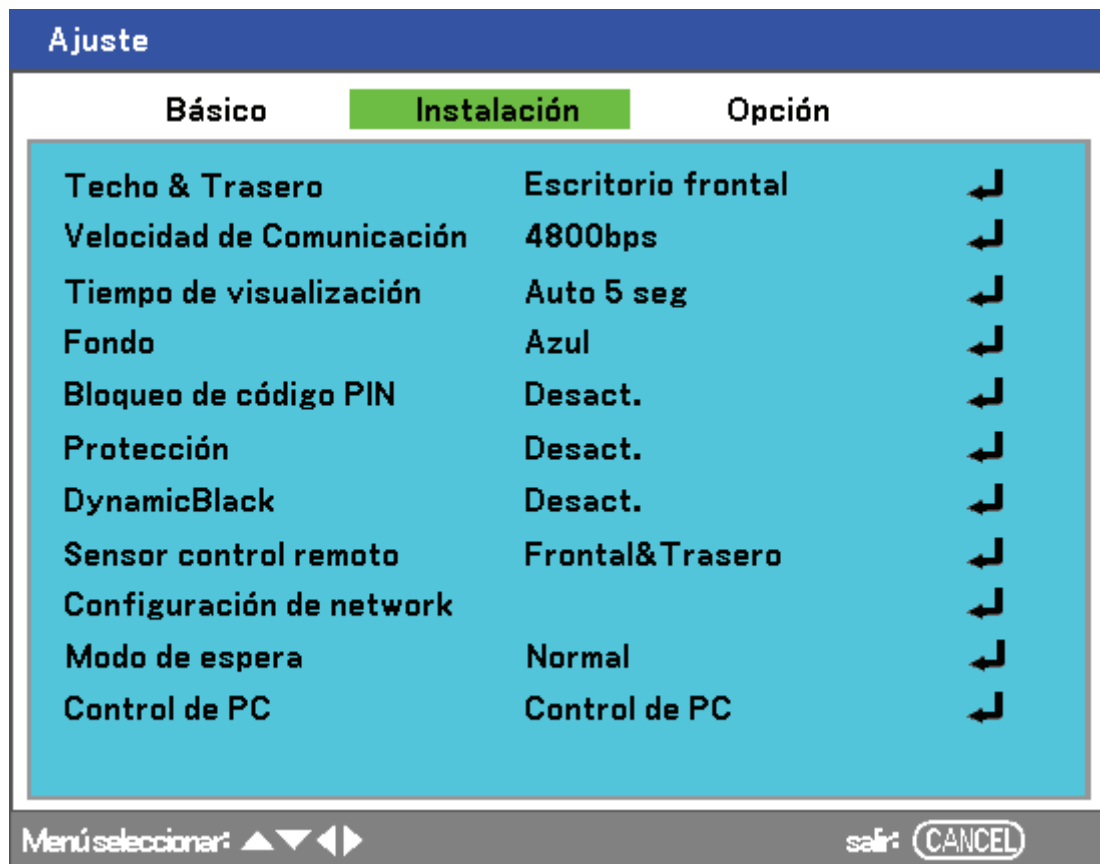 Ajuste
Básico Instalación Opción
Techo & Trasero Escritorio frontal
Velocidad de Comunicación 4800bps
Tiempo de visualización Auto 5 seg
Fondo Azul
Bloqueo de código PIN Desact.
Protección Desact.
DynamicBlack Desact.
Sensor control remoto Frontal&Trasero
Configuración de network
Modo de espera Normal
Control de PC Control de PC
Menú seleccionar: salir: CANCEL